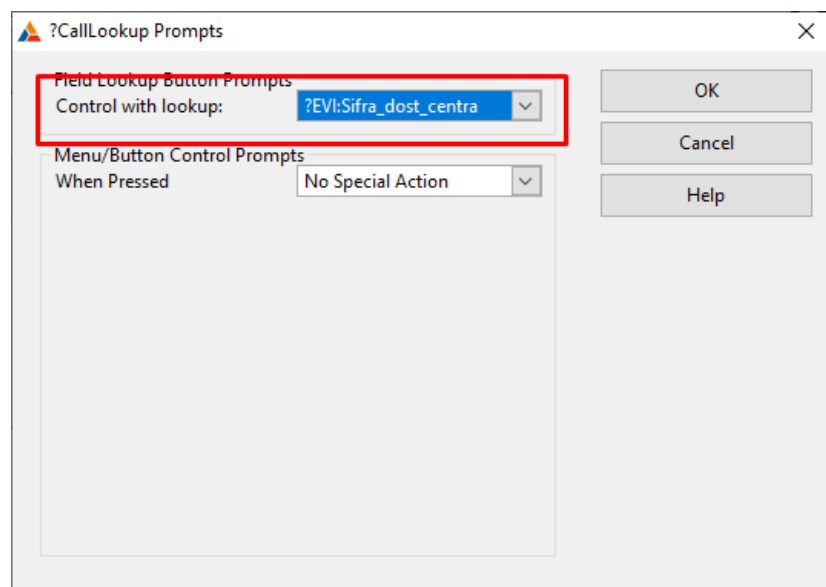 ?CallLookup Prompts
Field Lookup Button Prompts
Control with lookup: ?EVI:Sifra_dost_centra
OK
Cancel
Menu/Button Control Prompts
When Pressed No Special Action
Help